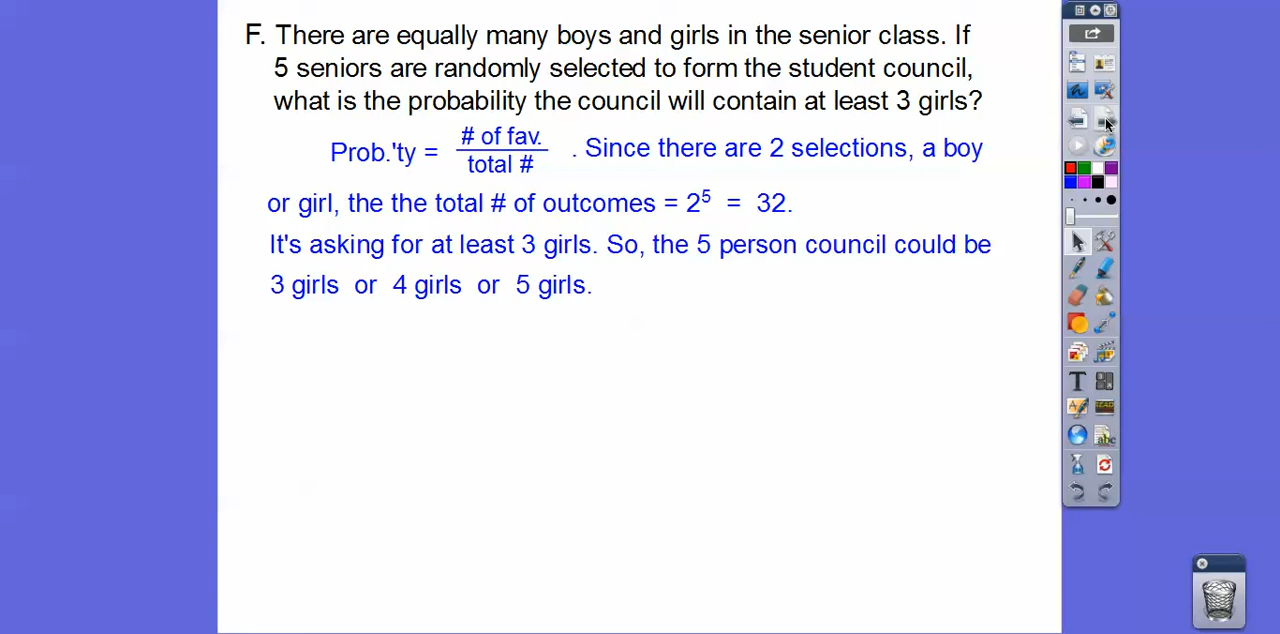 F. There are equally many boys and girls in the senior class. If
5 seniors are randomly selected to form the student council,
what is the probability the council will contain at least 3 girls?
Prob.'ty = # of fav. / total # . Since there are 2 selections, a boy
or girl, the the total # of outcomes = 2⁵ = 32.
It's asking for at least 3 girls. So, the 5 person council could be
3 girls or 4 girls or 5 girls.